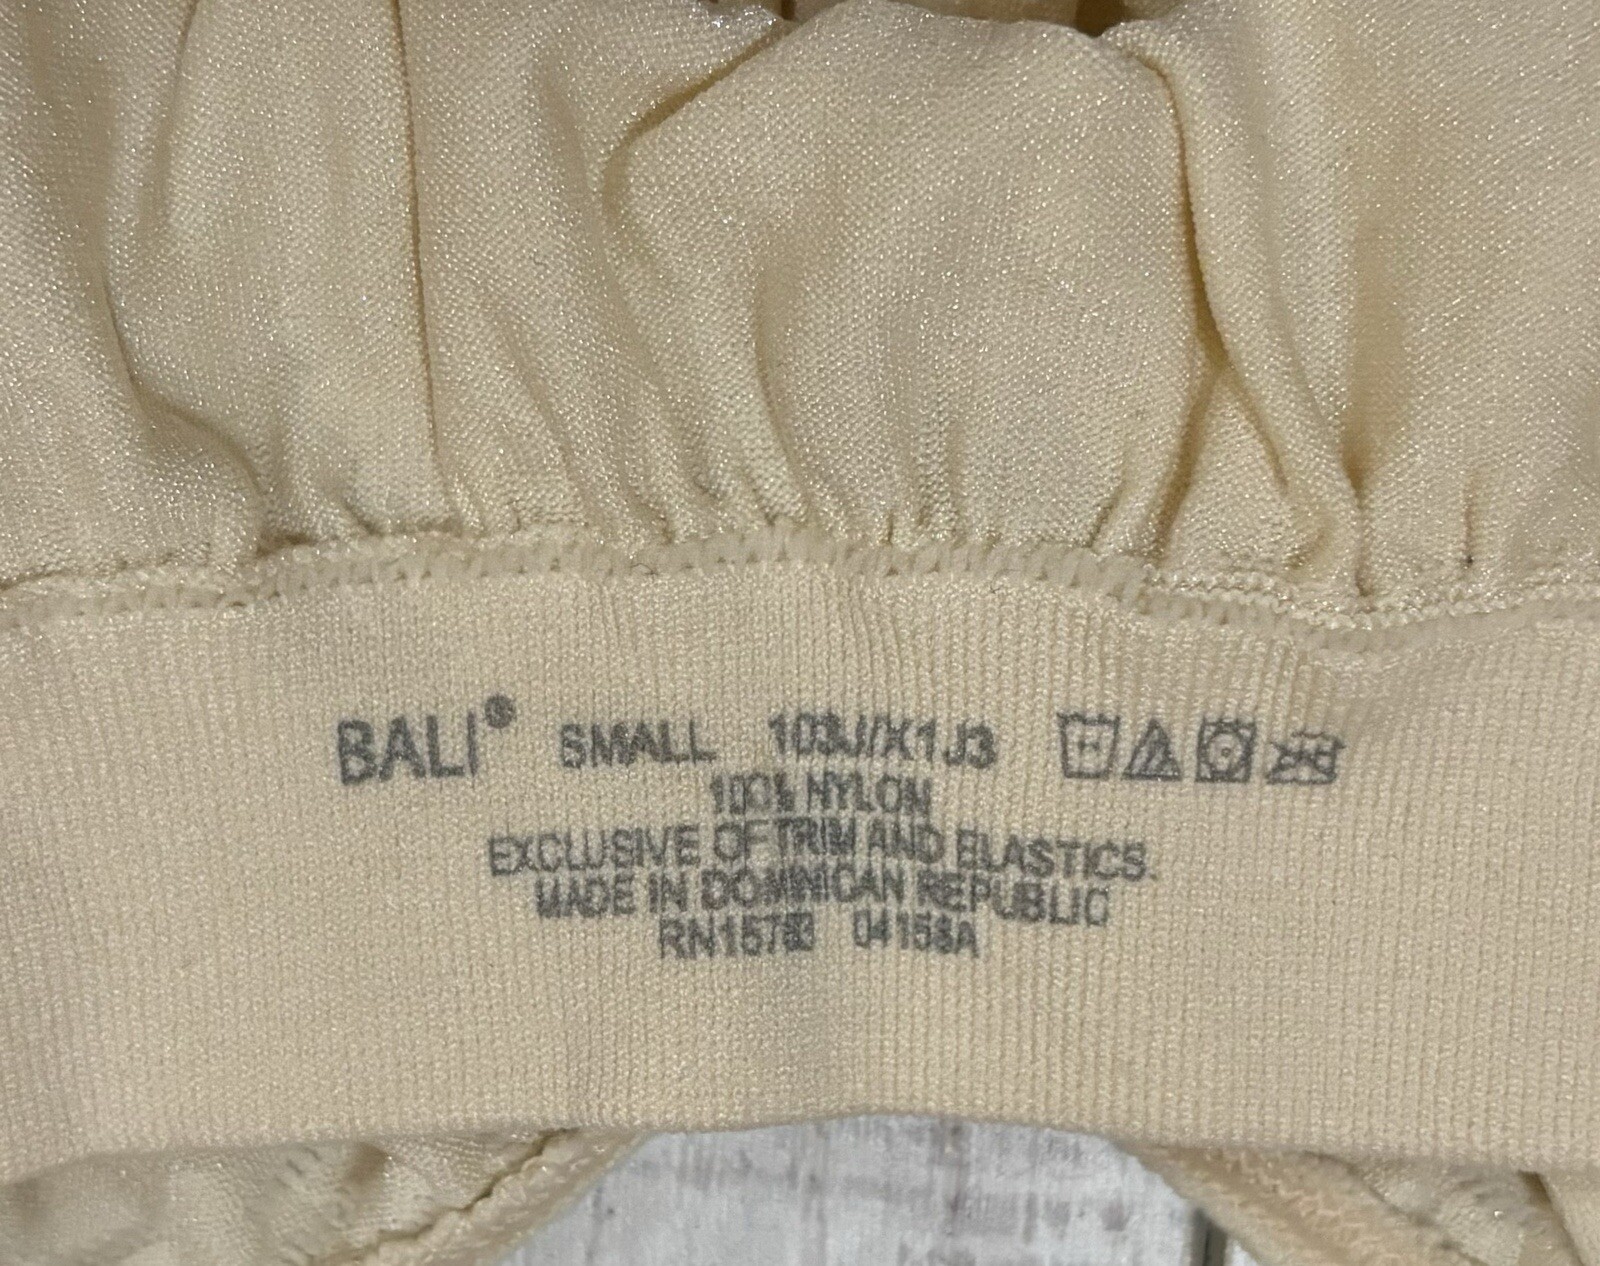 BALI® SMALL 103J/X1J3
100% NYLON
EXCLUSIVE OF TRIM AND ELASTICS.
MADE IN DOMINICAN REPUBLIC